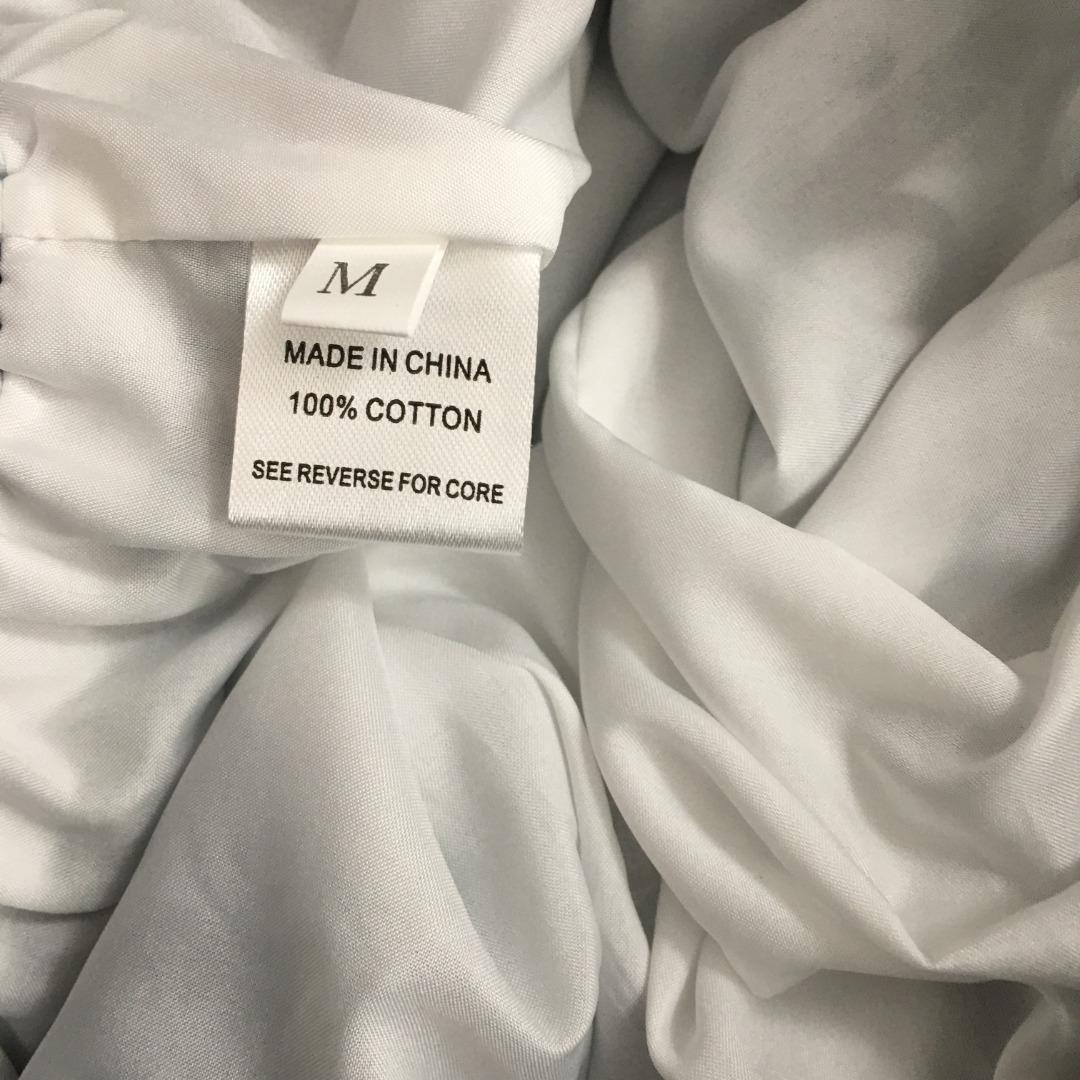 M
MADE IN CHINA
100% COTTON
SEE REVERSE FOR CORE